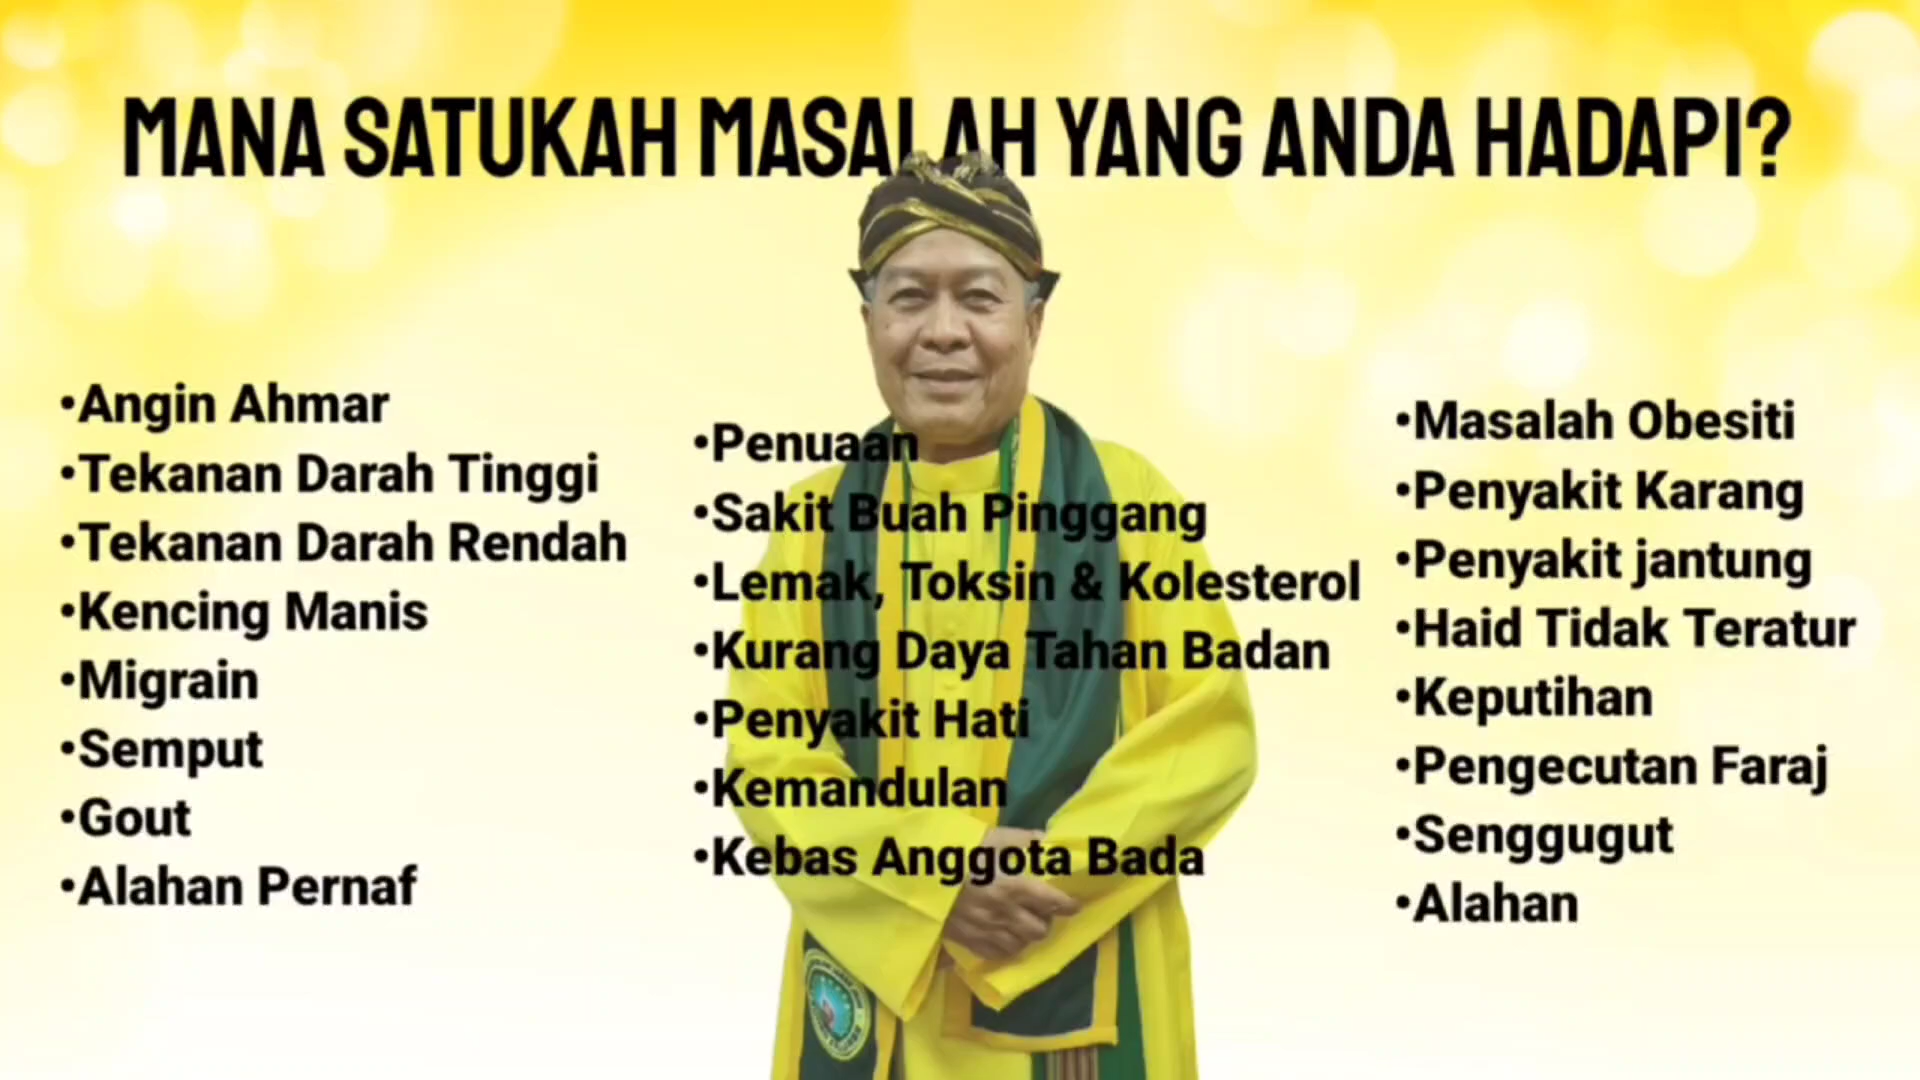 MANA SATUKAH MASALAH YANG ANDA HADAPI?
•Angin Ahmar
•Tekanan Darah Tinggi
•Tekanan Darah Rendah
•Kencing Manis
•Migrain
•Semput
•Gout
•Alahan Pernaf
•Penuaan
•Sakit Buah Pinggang
•Lemak, Toksin & Kolesterol
•Kurang Daya Tahan Badan
•Penyakit Hati
•Kemandulan
•Kebas Anggota Bada
•Masalah Obesiti
•Penyakit Karang
•Penyakit jantung
•Haid Tidak Teratur
•Keputihan
•Pengecutan Faraj
•Senggugut
•Alahan